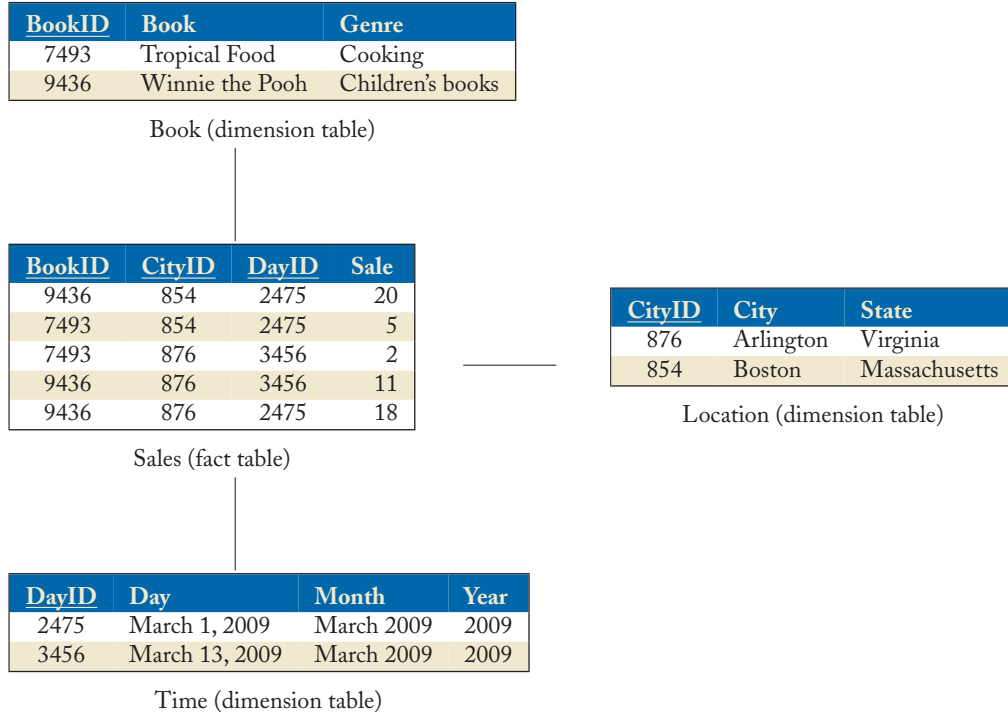 BookID Book Genre
7493 Tropical Food Cooking
9436 Winnie the Pooh Children's books
Book (dimension table)
BookID CityID DayID Sale
9436 854 2475 20
7493 854 2475 5
7493 876 3456 2
9436 876 3456 11
9436 876 2475 18
Sales (fact table)
CityID City State
876 Arlington Virginia
854 Boston Massachusetts
Location (dimension table)
DayID Day Month Year
2475 March 1, 2009 March 2009 2009
3456 March 13, 2009 March 2009 2009
Time (dimension table)